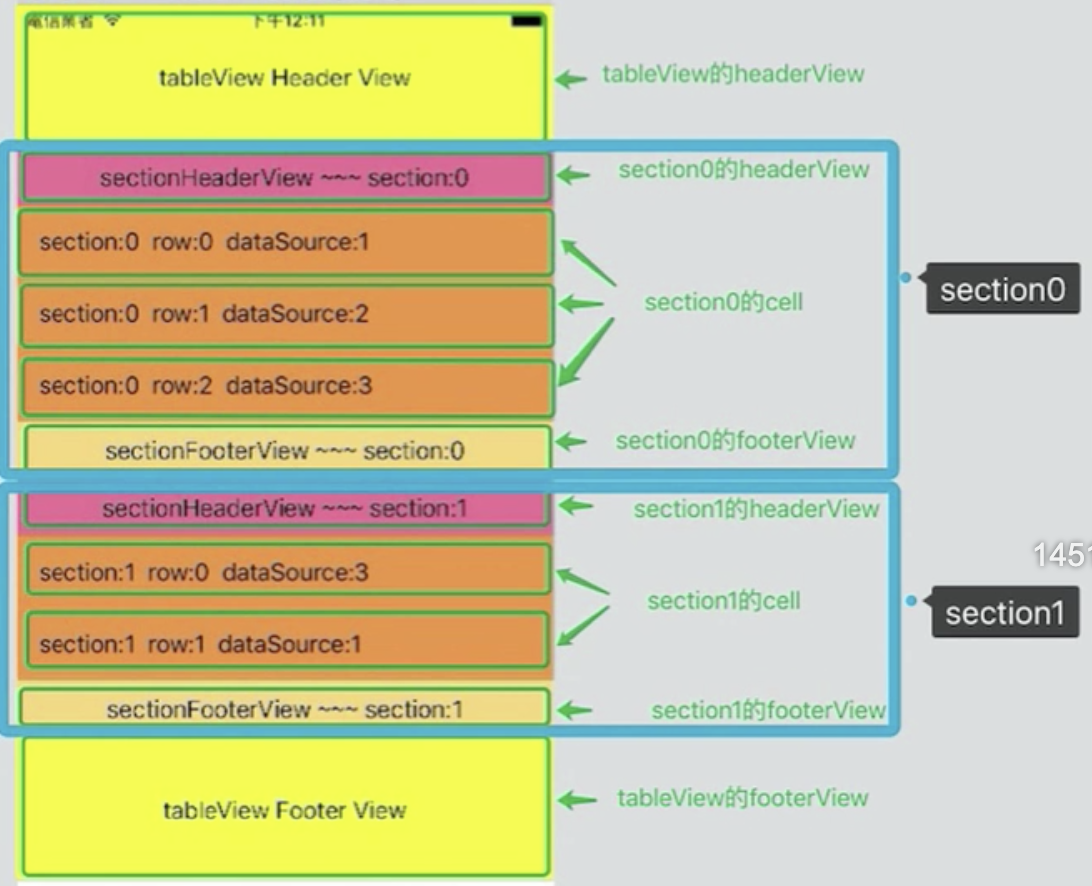 電信業者 下午12:11
tableView Header View
tableView的headerView
sectionHeaderView ~~~ section:0
section0的headerView
section:0 row:0 dataSource:1
section0
section:0 row:1 dataSource:2
section0的cell
section:0 row:2 dataSource:3
sectionFooterView ~~~ section:0
section0的footerView
sectionHeaderView ~~~ section:1
section1的headerView
1451
section:1 row:0 dataSource:3
section1的cell
section1
section:1 row:1 dataSource:1
sectionFooterView ~~~ section:1
section1的footerView
tableView Footer View
tableView的footerView